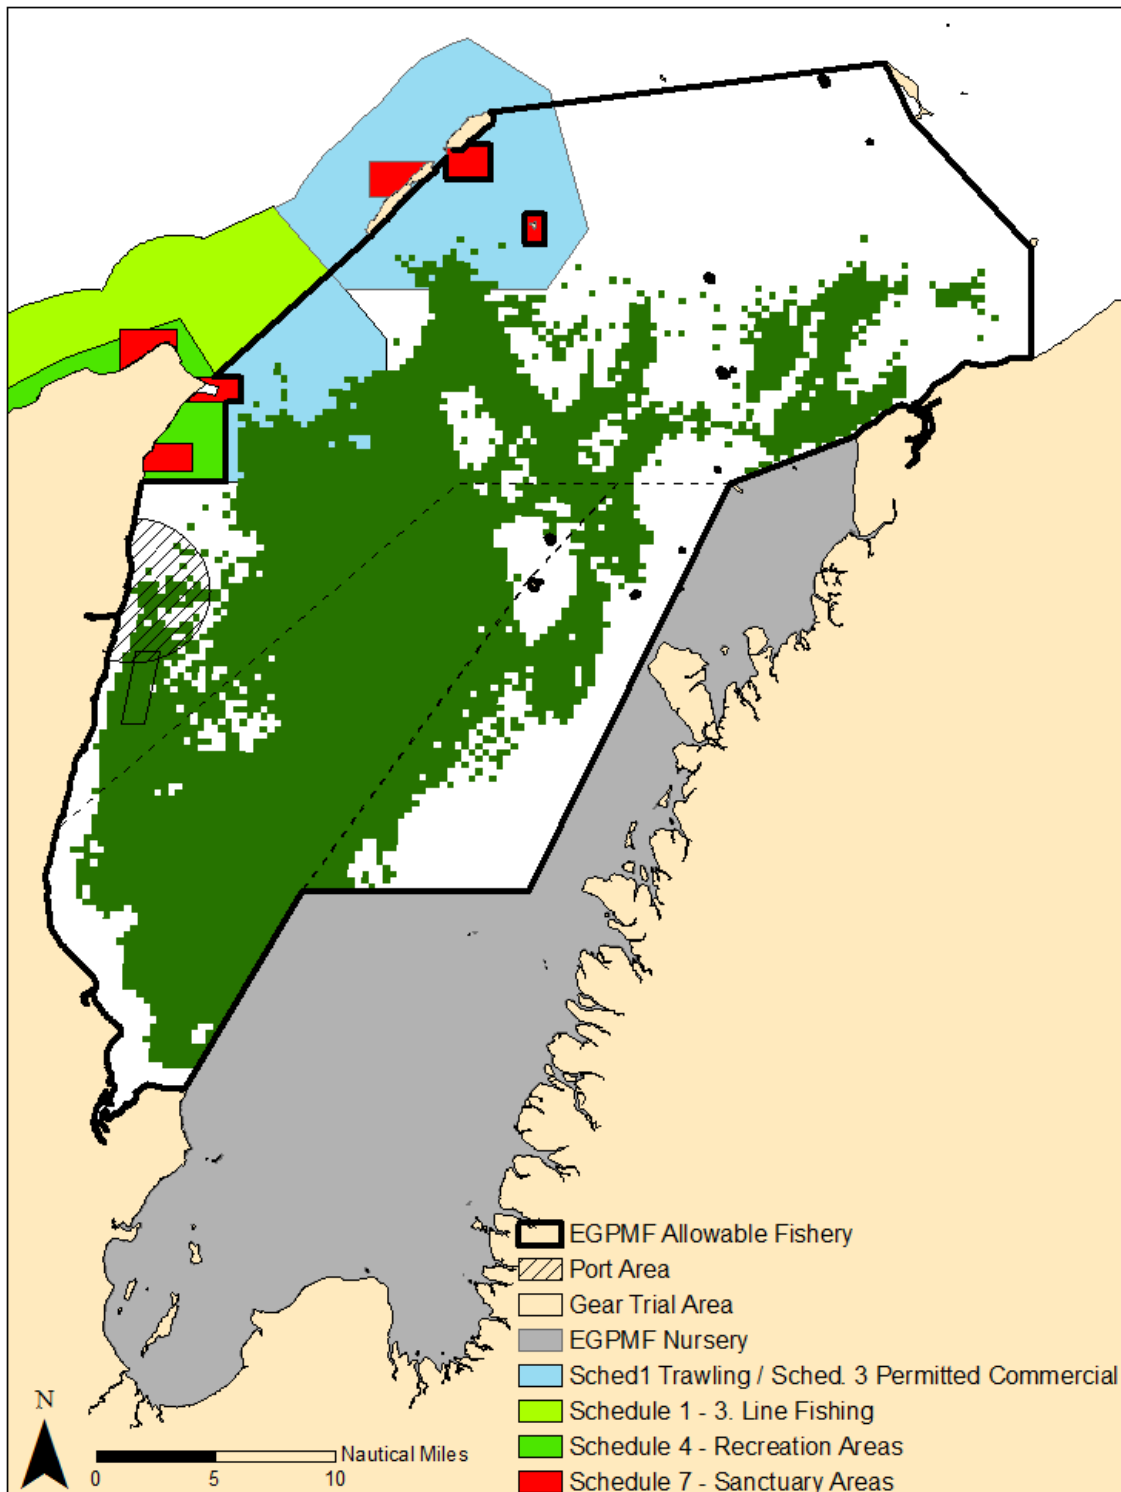 EGPMF Allowable Fishery
Port Area
Gear Trial Area
EGPMF Nursery
Sched1 Trawling / Sched. 3 Permitted Commercial
Schedule 1 - 3. Line Fishing
Schedule 4 - Recreation Areas
Schedule 7 - Sanctuary Areas
N
Nautical Miles
0 5 10